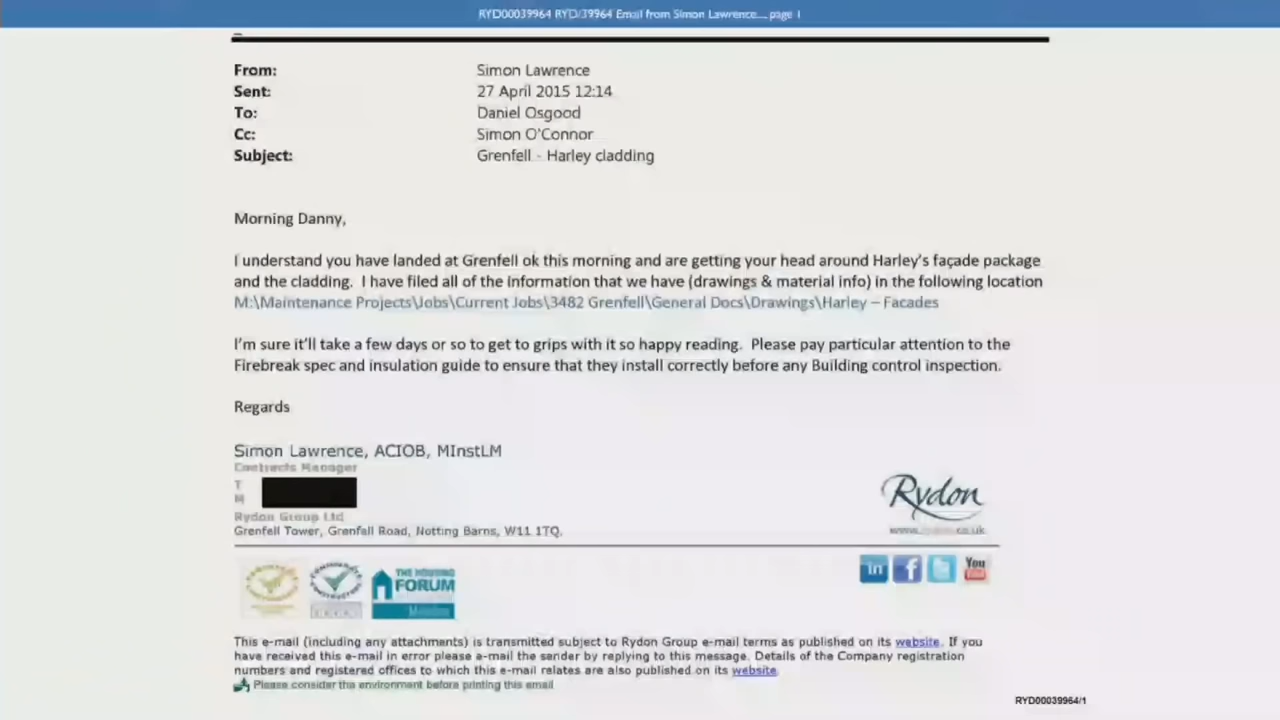 RYD00039964 RYD/39964 Email from Simon Lawrence.... page 1
From: Simon Lawrence
Sent: 27 April 2015 12:14
To: Daniel Osgood
Cc: Simon O'Connor
Subject: Grenfell - Harley cladding
Morning Danny,
I understand you have landed at Grenfell ok this morning and are getting your head around Harley's façade package
and the cladding. I have filed all of the information that we have (drawings & material info) in the following location
M:\Maintenance Projects\Jobs\Current Jobs\3482 Grenfell\General Docs\Drawings\Harley – Facades
I'm sure it'll take a few days or so to get to grips with it so happy reading. Please pay particular attention to the
Firebreak spec and insulation guide to ensure that they install correctly before any Building control inspection.
Regards
Simon Lawrence, ACIOB, MInstLM
Contracts Manager
T
M
Rydon Group Ltd
Grenfell Tower, Grenfell Road, Notting Barns, W11 1TQ.
Rydon
www. .co.uk
in f t You
THE HOUSING
FORUM
Member
This e-mail (including any attachments) is transmitted subject to Rydon Group e-mail terms as published on its website. If you
have received this e-mail in error please e-mail the sender by replying to this message. Details of the Company registration
numbers and registered offices to which this e-mail relates are also published on its website.
Please consider the environment before printing this email
RYD00039964/1